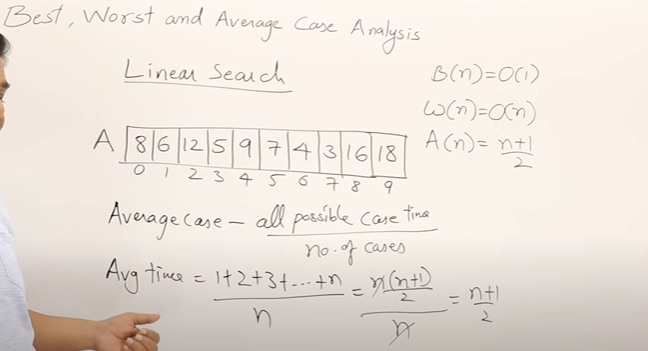 Best, Worst and Average Case Analysis
Linear Search
B(n)=O(1)
W(n)=O(n)
A(n)=n+1/2
A 8 6 12 5 9 7 4 3 16 18
0 1 2 3 4 5 6 7 8 9
Average case - all possible case time / no. of cases
Avg time = 1+2+3+...+n / n = n(n+1)/2 / n = n+1/2